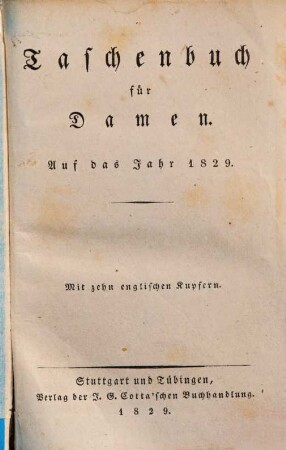 Taschenbuch
für
Damen.
Auf das Jahr 1829.
Mit zehn englischen Kupfern.
Stuttgart und Tübingen,
Verlag der J. G. Cotta'schen Buchhandlung.
1829.